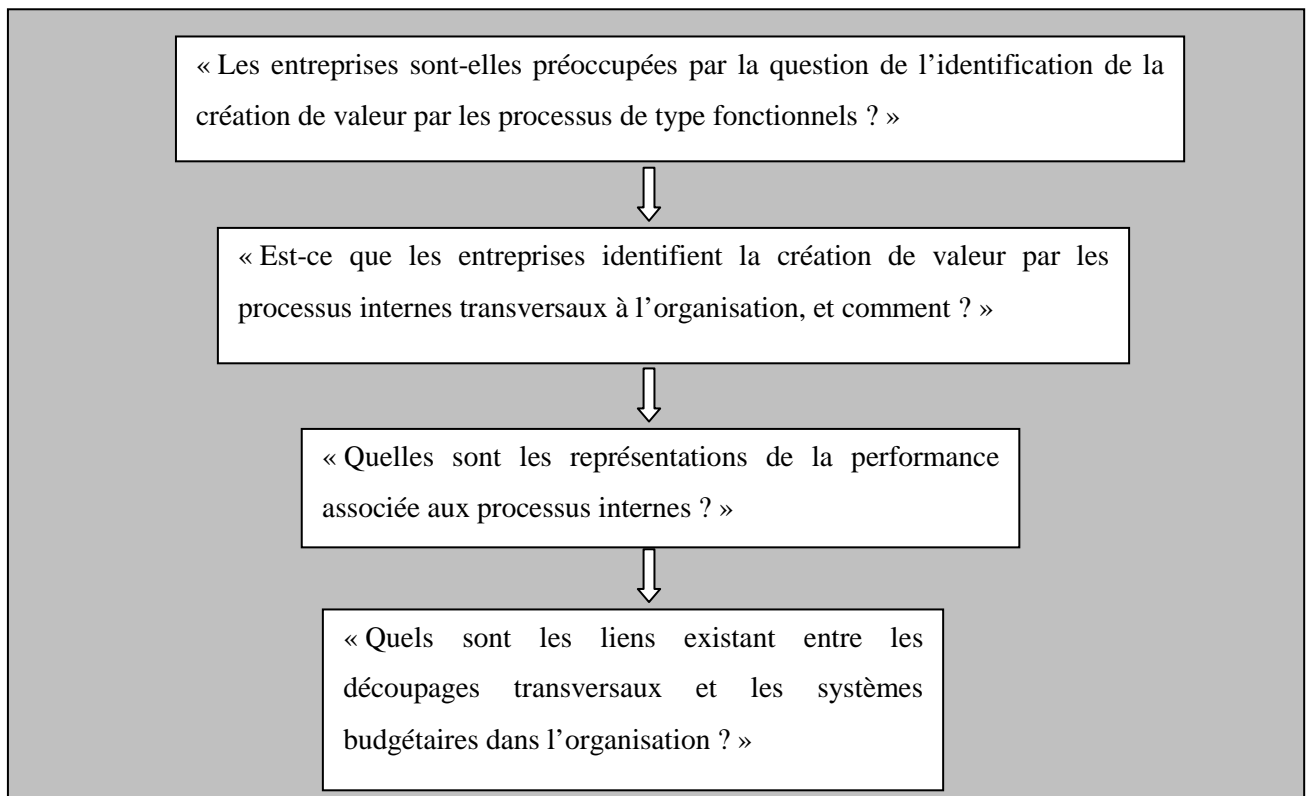 « Les entreprises sont-elles préoccupées par la question de l’identification de la
création de valeur par les processus de type fonctionnels ? »
« Est-ce que les entreprises identifient la création de valeur par les
processus internes transversaux à l’organisation, et comment ? »
« Quelles sont les représentations de la performance
associée aux processus internes ? »
« Quels sont les liens existant entre les
découpages transversaux et les systèmes
budgétaires dans l’organisation ? »